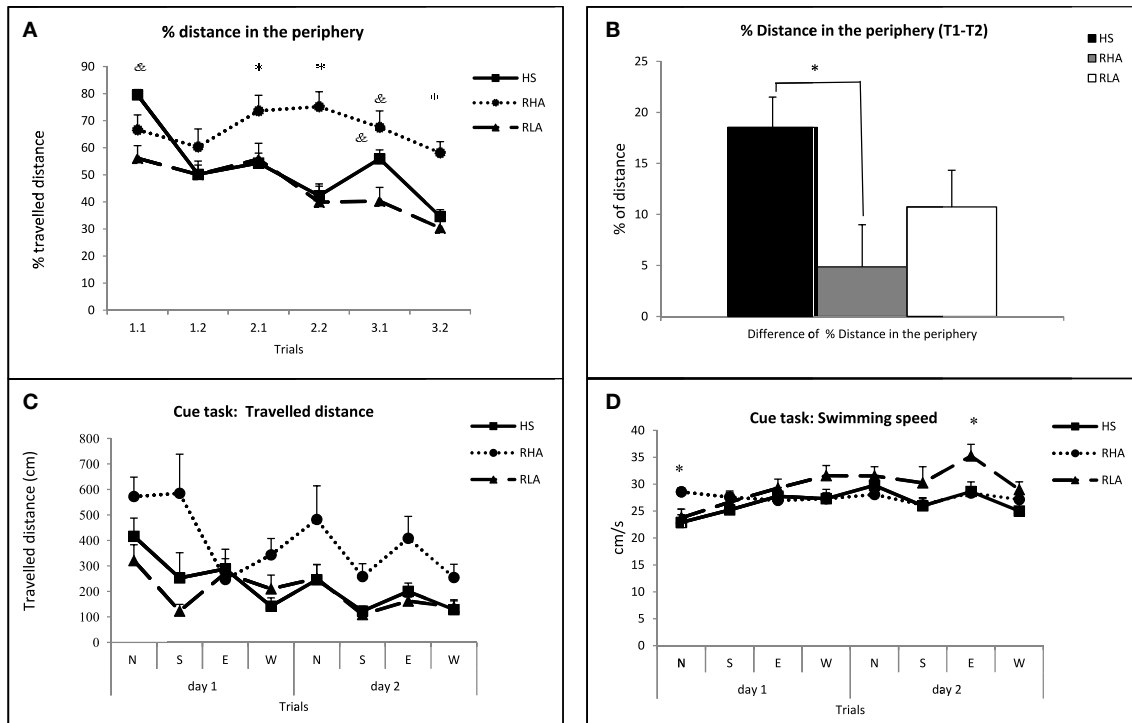 A
% distance in the periphery
% travelled distance
90
80
70
60
50
40
30
20
10
0
&
*
*
&
&
HS
RHA
RLA
1.1 1.2 2.1 2.2 3.1 3.2
Trials
B
% Distance in the periphery (T1-T2)
HS
RHA
RLA
% of distance
25
20
15
10
5
0
*
Difference of % Distance in the periphery
C
Cue task: Travelled distance
Travelled distance (cm)
800
700
600
500
400
300
200
100
0
HS
RHA
RLA
N S E W N S E W
day 1 day 2
Trials
D
Cue task: Swimming speed
cm/s
40
35
30
25
20
15
10
5
0
*
*
HS
RHA
RLA
N S E W N S E W
day 1 day 2
Trials